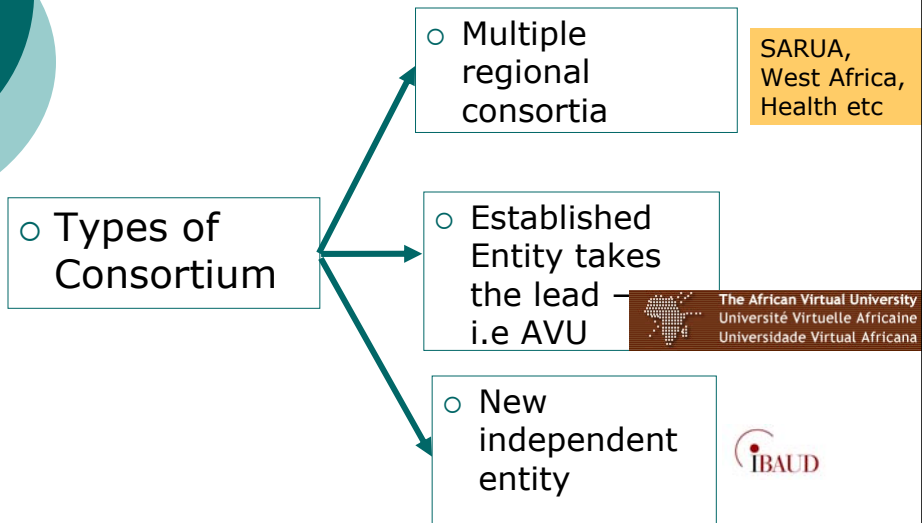 Multiple
regional
consortia
SARUA,
West Africa,
Health etc
Types of
Consortium
Established
Entity takes
the lead –
i.e AVU
The African Virtual University
Université Virtuelle Africaine
Universidade Virtual Africana
New
independent
entity
iBAUD